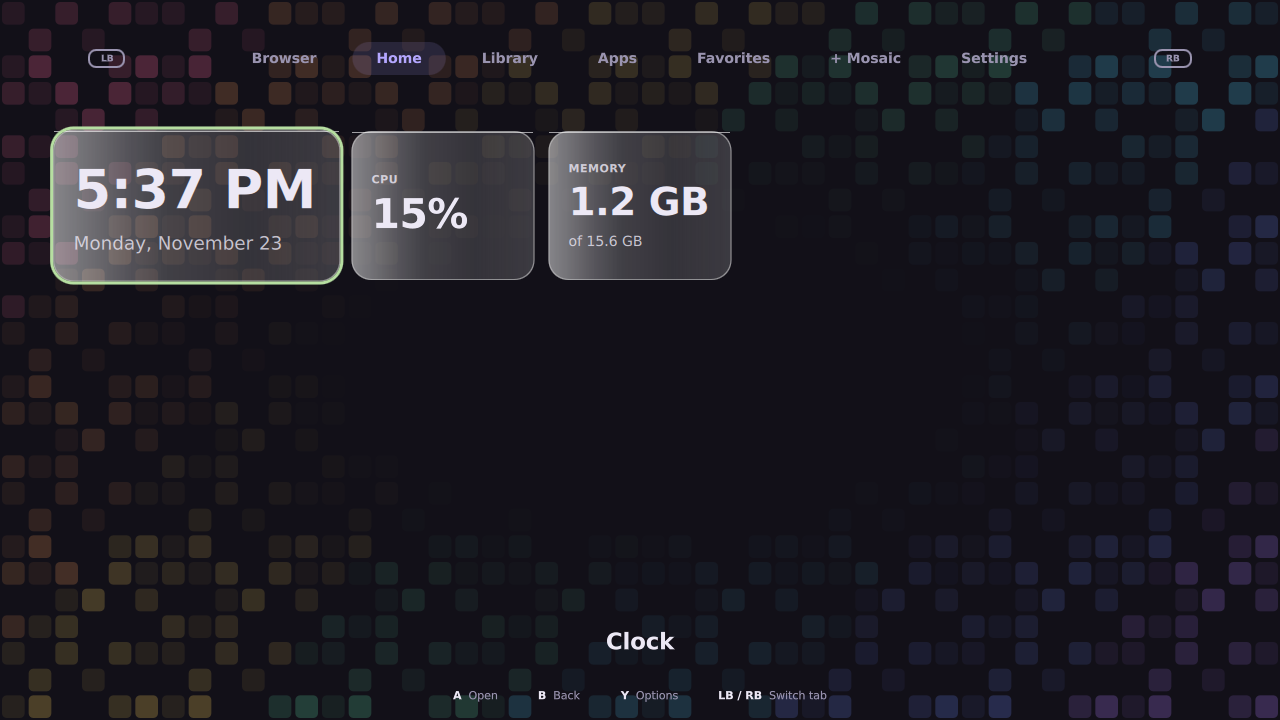 LB
Browser
Home
Library
Apps
Favorites
+ Mosaic
Settings
RB
5:37 PM
Monday, November 23
CPU
15%
MEMORY
1.2 GB
of 15.6 GB
Clock
A Open
B Back
Y Options
LB / RB Switch tab